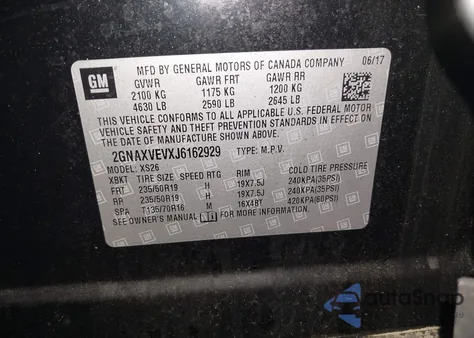 GM
MFD BY GENERAL MOTORS OF CANADA COMPANY 06/17
GVWR GAWR FRT GAWR RR
2100 KG 1175 KG 1200 KG
4630 LB 2590 LB 2645 LB
THIS VEHICLE CONFORMS TO ALL APPLICABLE U.S. FEDERAL MOTOR
VEHICLE SAFETY, BUMPER, AND THEFT PREVENTION STANDARDS IN EFFECT ON
THE DATE OF MANUFACTURE SHOWN ABOVE.
2GNAXVEVXJ6162929 TYPE: M.P.V.
MODEL: XS26
XBKT TIRE SIZE SPEED RTG RIM COLD TIRE PRESSURE
FRT 235/50R19 H 19X7.5J 240KPA(35PSI)
RR 235/50R19 H 19X7.5J 240KPA(35PSI)
SPA T135/70R16 M 16X4BT 420KPA(60PSI)
SEE OWNER'S MANUAL FOR MORE INFORMATION.
AutoSnap